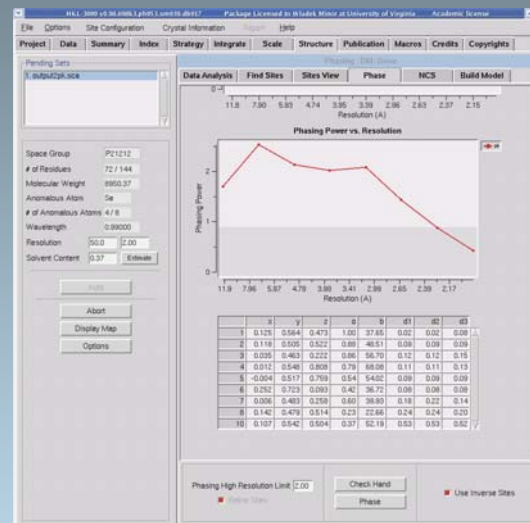 HKL-3000 Package Licensed to Wladek Minor at University of Virginia Academic license
File Options Site Configuration Crystal Information Report Help
Project Data Summary Index Strategy Integrate Scale Structure Publication Macros Credits Copyrights
Pending Sets
1. output2pk.sca
Data Analysis Find Sites Sites View Phase NCS Build Model
0
11.8 7.90 5.93 4.74 3.95 3.39 2.96 2.63 2.37 2.15
Resolution (A)
Phasing Power vs. Resolution
Phasing Power
2
1
0
11.9 7.96 5.97 4.78 3.99 3.41 2.99 2.65 2.39 2.17
Resolution (A)
Space Group P21212
# of Residues 72 / 144
Molecular Weight 8950.37
Anomalous Atom Se
# of Anomalous Atoms 4 / 8
Wavelength 0.99000
Resolution 50.0 2.00
Solvent Content 0.37 Estimate
Abort
Display Map
Options
x y z o b d1 d2 d3
1 0.125 0.564 0.473 1.00 37.65 0.02 0.02 0.08
2 0.118 0.505 0.522 0.88 48.51 0.09 0.09 0.09
3 0.035 0.463 0.222 0.86 56.70 0.12 0.12 0.15
4 0.012 0.548 0.808 0.79 68.08 0.11 0.11 0.13
5 -0.004 0.517 0.759 0.54 54.02 0.09 0.09 0.09
6 0.252 0.723 0.093 0.42 36.72 0.08 0.08 0.08
7 0.006 0.483 0.258 0.60 38.80 0.18 0.22 0.14
8 0.142 0.479 0.514 0.23 22.66 0.24 0.24 0.20
10 0.107 0.542 0.504 0.37 52.19 0.53 0.53 0.52
Phasing High Resolution Limit 2.00
Check Hand
Phase
Use Inverse Sites